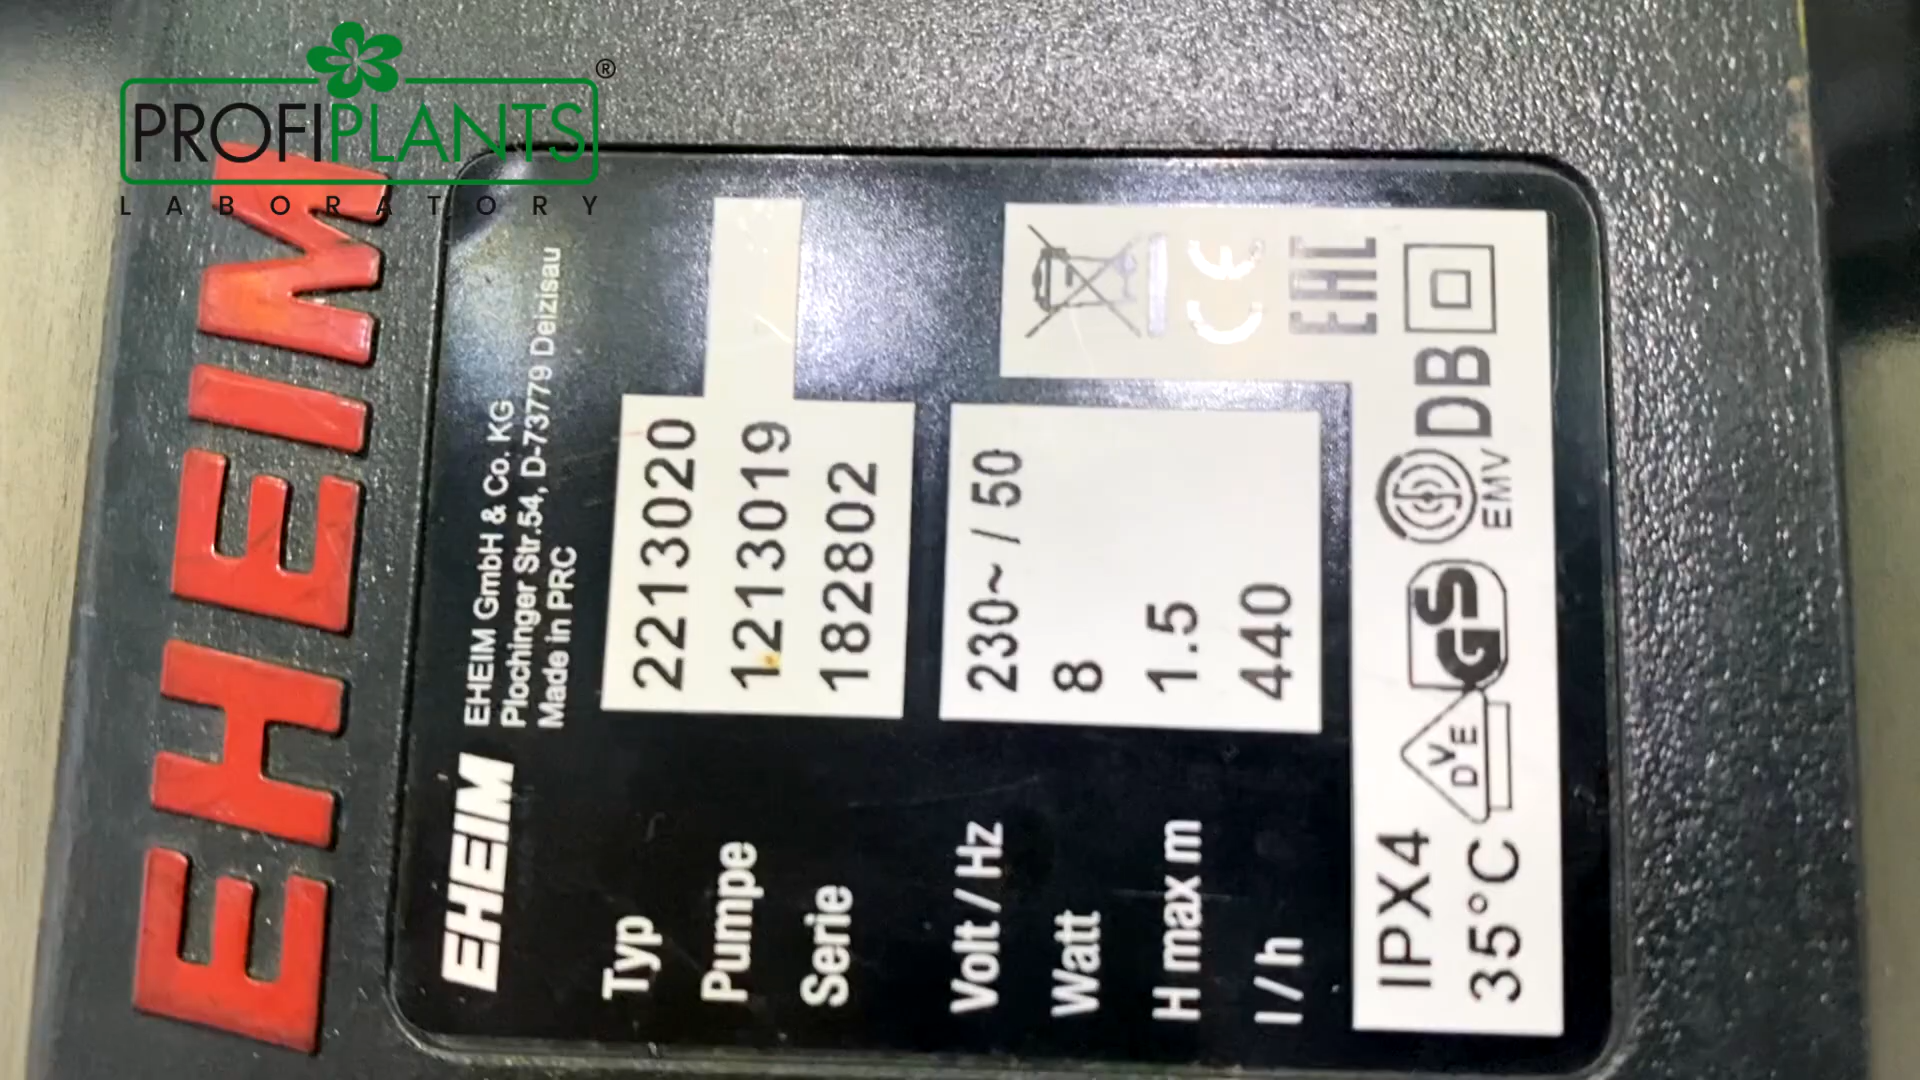 PROFIPLANTS®
LABORATORY
EHEIM
EHEIM
EHEIM GmbH & Co. KG
Plochinger Str.54, D-73779 Deizisau
Made in PRC
Typ 2213020
Pumpe 1213019
Serie 182802
Volt / Hz 230~ / 50
Watt 8
H max m 1.5
l / h 440
IPX4
35°C
DVE
GS
EMV
DB
CE
EAC